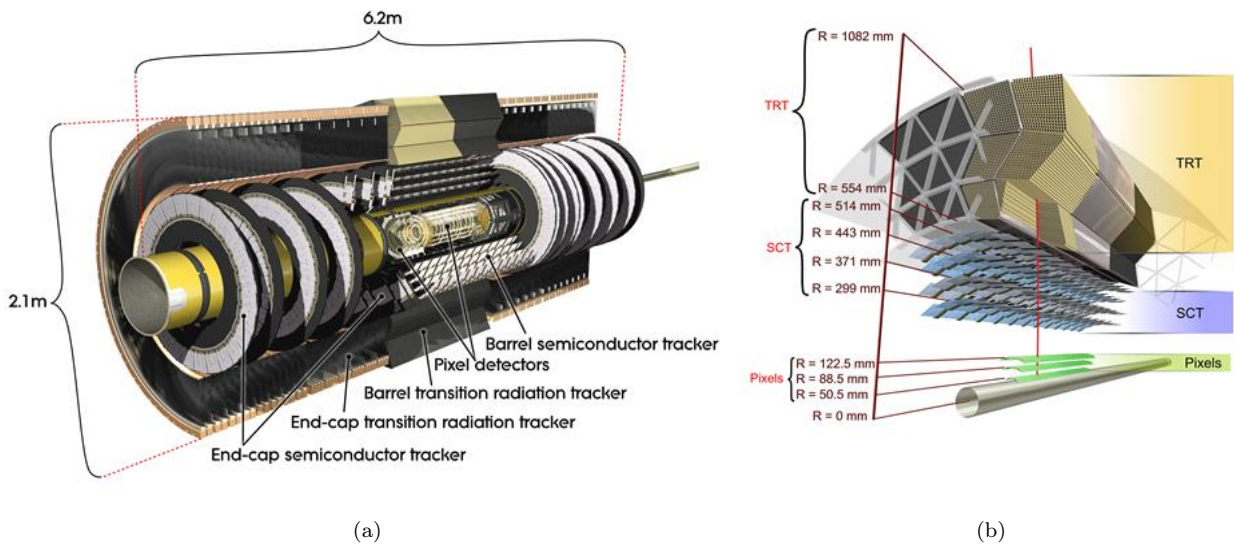 6.2m
2.1m
Barrel semiconductor tracker
Pixel detectors
Barrel transition radiation tracker
End-cap transition radiation tracker
End-cap semiconductor tracker
(a)
R = 1082 mm
TRT
TRT
R = 554 mm
R = 514 mm
SCT
R = 443 mm
R = 371 mm
R = 299 mm
SCT
R = 122.5 mm
Pixels
Pixels
R = 88.5 mm
R = 50.5 mm
R = 0 mm
(b)